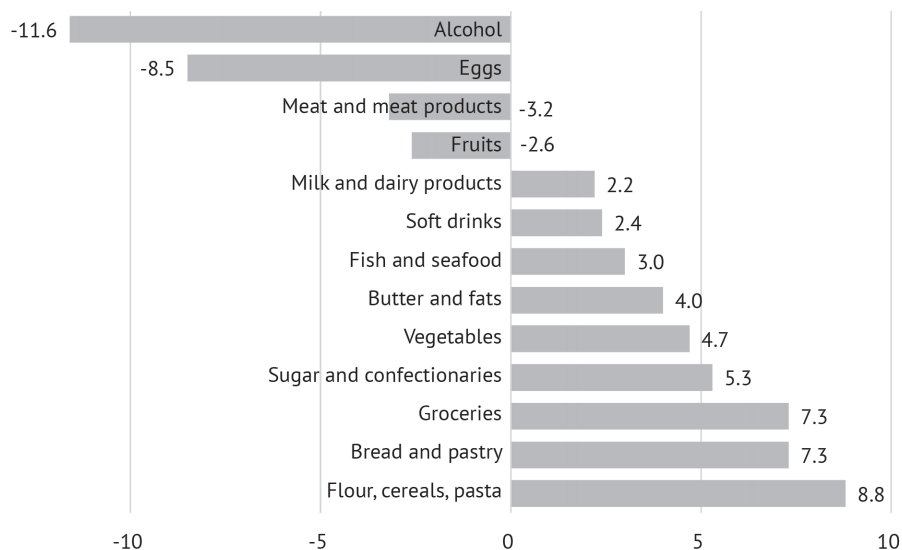 -11.6 Alcohol
-8.5 Eggs
Meat and meat products -3.2
Fruits -2.6
Milk and dairy products 2.2
Soft drinks 2.4
Fish and seafood 3.0
Butter and fats 4.0
Vegetables 4.7
Sugar and confectionaries 5.3
Groceries 7.3
Bread and pastry 7.3
Flour, cereals, pasta 8.8
-10 -5 0 5 10